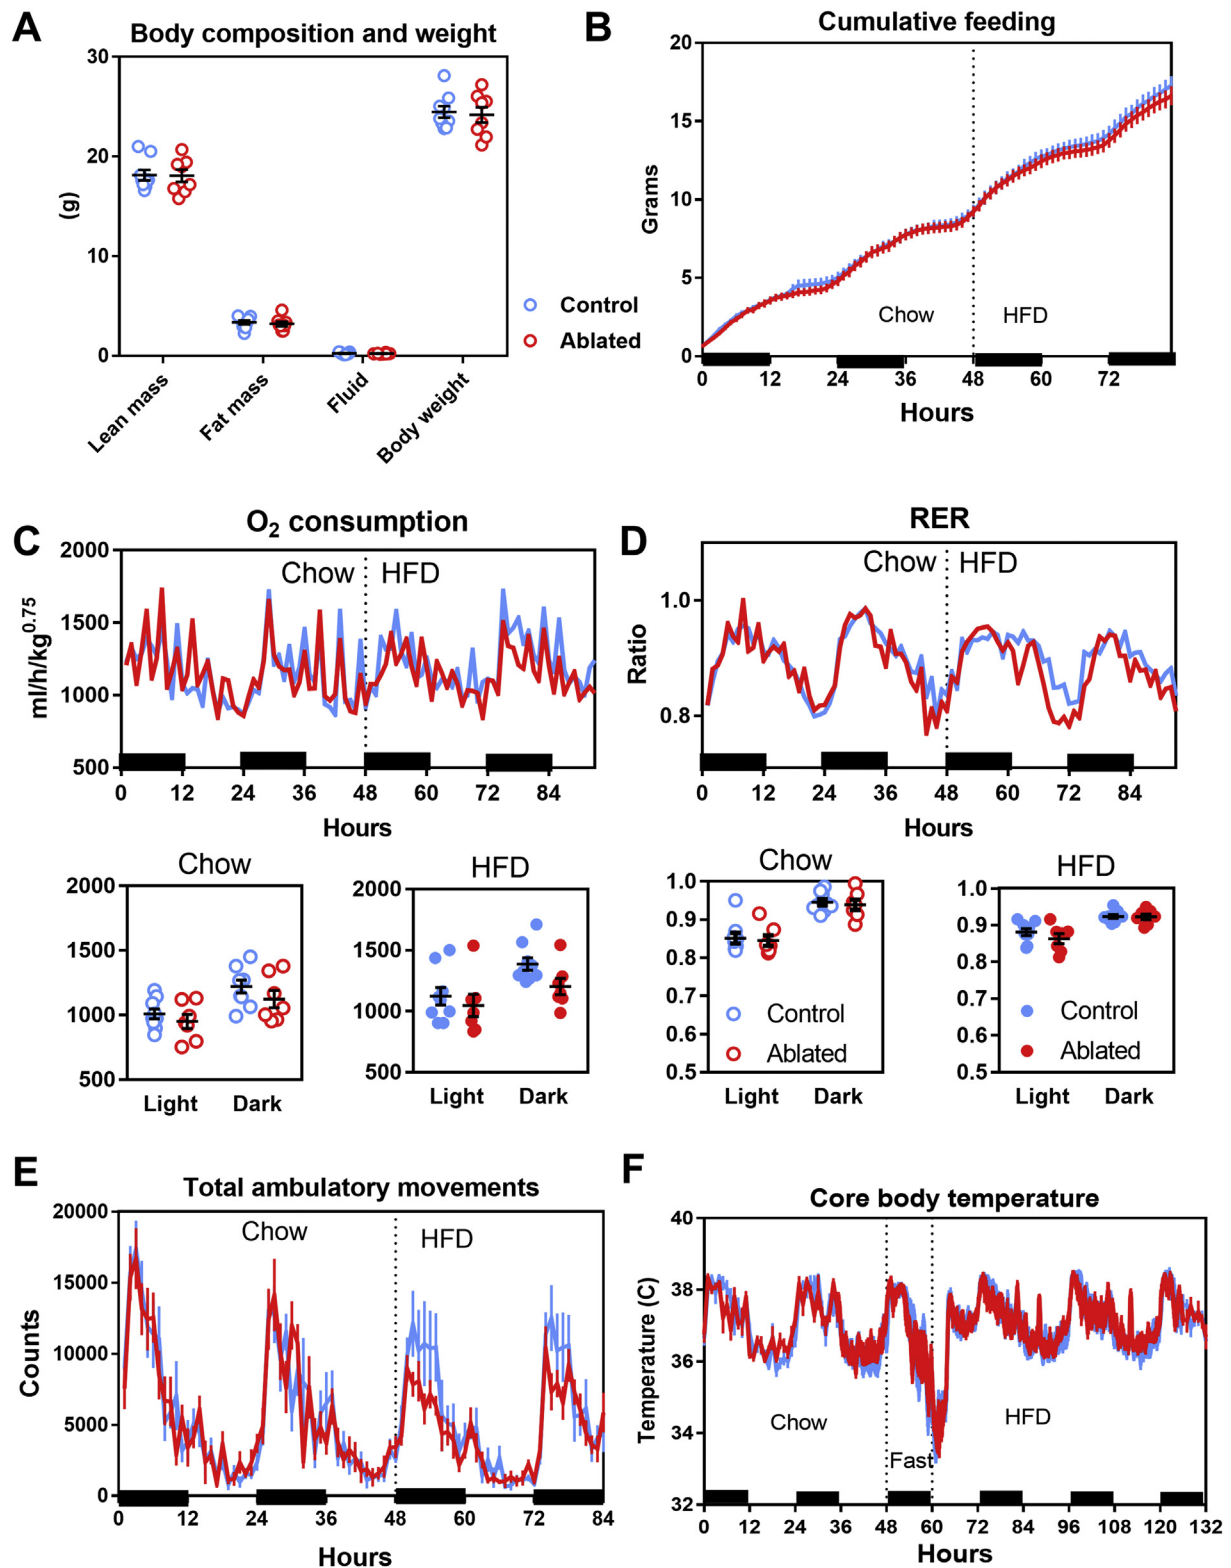 A
Body composition and weight
30
20
10
0
(g)
Lean mass
Fat mass
Fluid
Body weight
Control
Ablated
B
Cumulative feeding
20
15
10
5
0
Grams
Chow
HFD
0
12
24
36
48
60
72
Hours
C
O₂ consumption
2000
1500
1000
500
ml/h/kg^0.75
Chow
HFD
0
12
24
36
48
60
72
84
Hours
Chow
2000
1500
1000
500
Light
Dark
HFD
2000
1500
1000
500
Light
Dark
D
RER
1.0
0.8
Ratio
Chow
HFD
0
12
24
36
48
60
72
84
Hours
Chow
1.0
0.9
0.8
0.7
0.6
0.5
Control
Ablated
Light
Dark
HFD
1.0
0.9
0.8
0.7
0.6
0.5
Control
Ablated
Light
Dark
E
Total ambulatory movements
20000
15000
10000
5000
0
Counts
Chow
HFD
0
12
24
36
48
60
72
84
Hours
F
Core body temperature
40
38
36
34
32
Temperature (C)
Chow
Fast
HFD
0
12
24
36
48
60
72
84
96
108
120
132
Hours